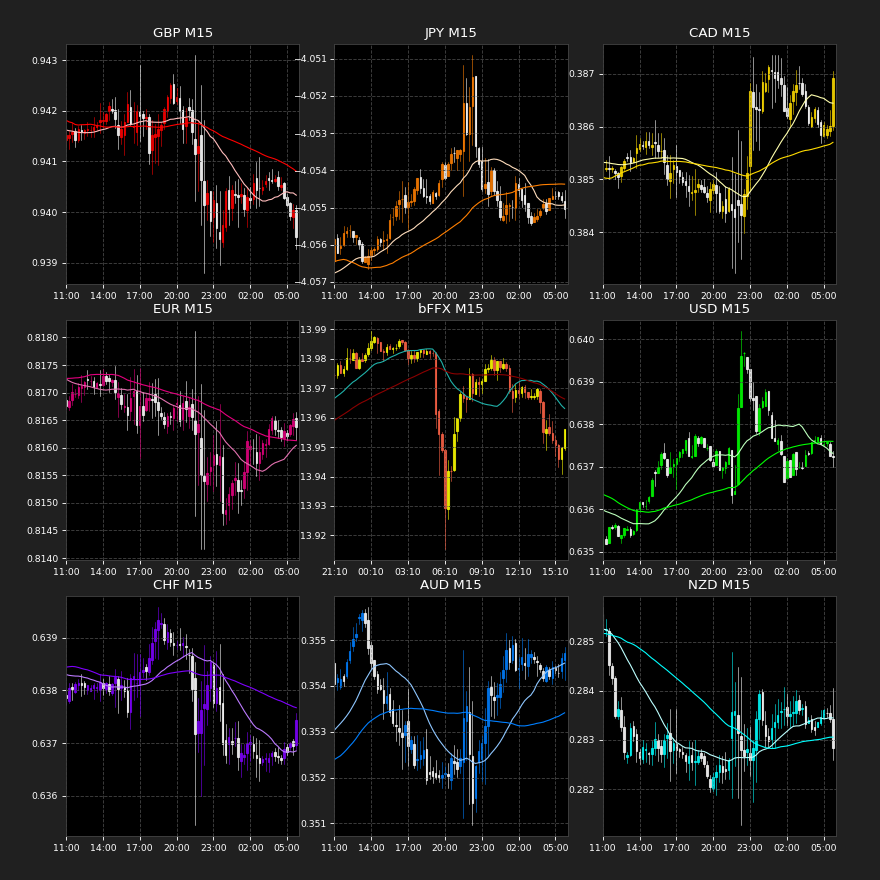 GBP M15
JPY M15
CAD M15
0.943
0.942
0.941
0.940
0.939
−4.051
−4.052
−4.053
−4.054
−4.055
−4.056
−4.057
0.387
0.386
0.385
0.384
11:00 14:00 17:00 20:00 23:00 02:00 05:00
11:00 14:00 17:00 20:00 23:00 02:00 05:00
11:00 14:00 17:00 20:00 23:00 02:00 05:00
EUR M15
bFFX M15
USD M15
0.8180
0.8175
0.8170
0.8165
0.8160
0.8155
0.8150
0.8145
0.8140
13.99
13.98
13.97
13.96
13.95
13.94
13.93
13.92
0.640
0.639
0.638
0.637
0.636
0.635
11:00 14:00 17:00 20:00 23:00 02:00 05:00
21:10 00:10 03:10 06:10 09:10 12:10 15:10
11:00 14:00 17:00 20:00 23:00 02:00 05:00
CHF M15
AUD M15
NZD M15
0.639
0.638
0.637
0.636
0.355
0.354
0.353
0.352
0.351
0.285
0.284
0.283
0.282
11:00 14:00 17:00 20:00 23:00 02:00 05:00
11:00 14:00 17:00 20:00 23:00 02:00 05:00
11:00 14:00 17:00 20:00 23:00 02:00 05:00